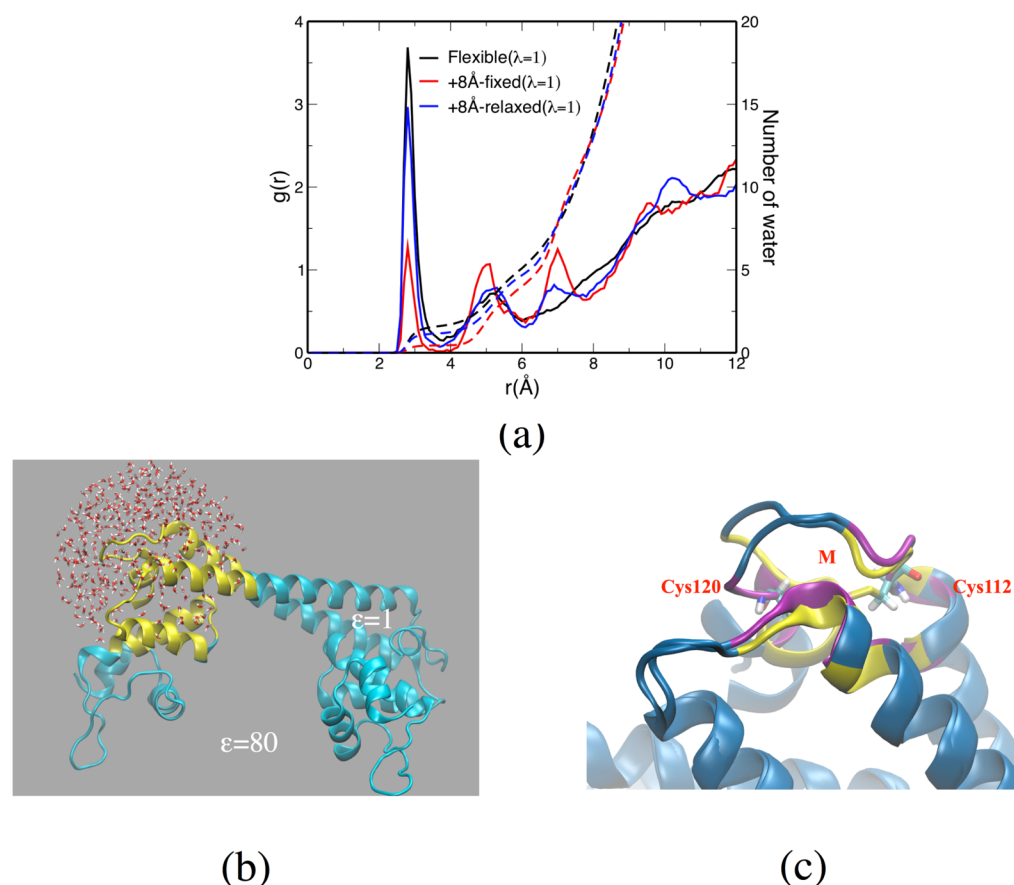 4
3
2
1
0
g(r)
Flexible(λ=1)
+8Å-fixed(λ=1)
+8Å-relaxed(λ=1)
20
15
10
5
0
Number of water
0 2 4 6 8 10 12
r(Å)
(a)
ε=1
ε=80
M
Cys120
Cys112
(b)
(c)